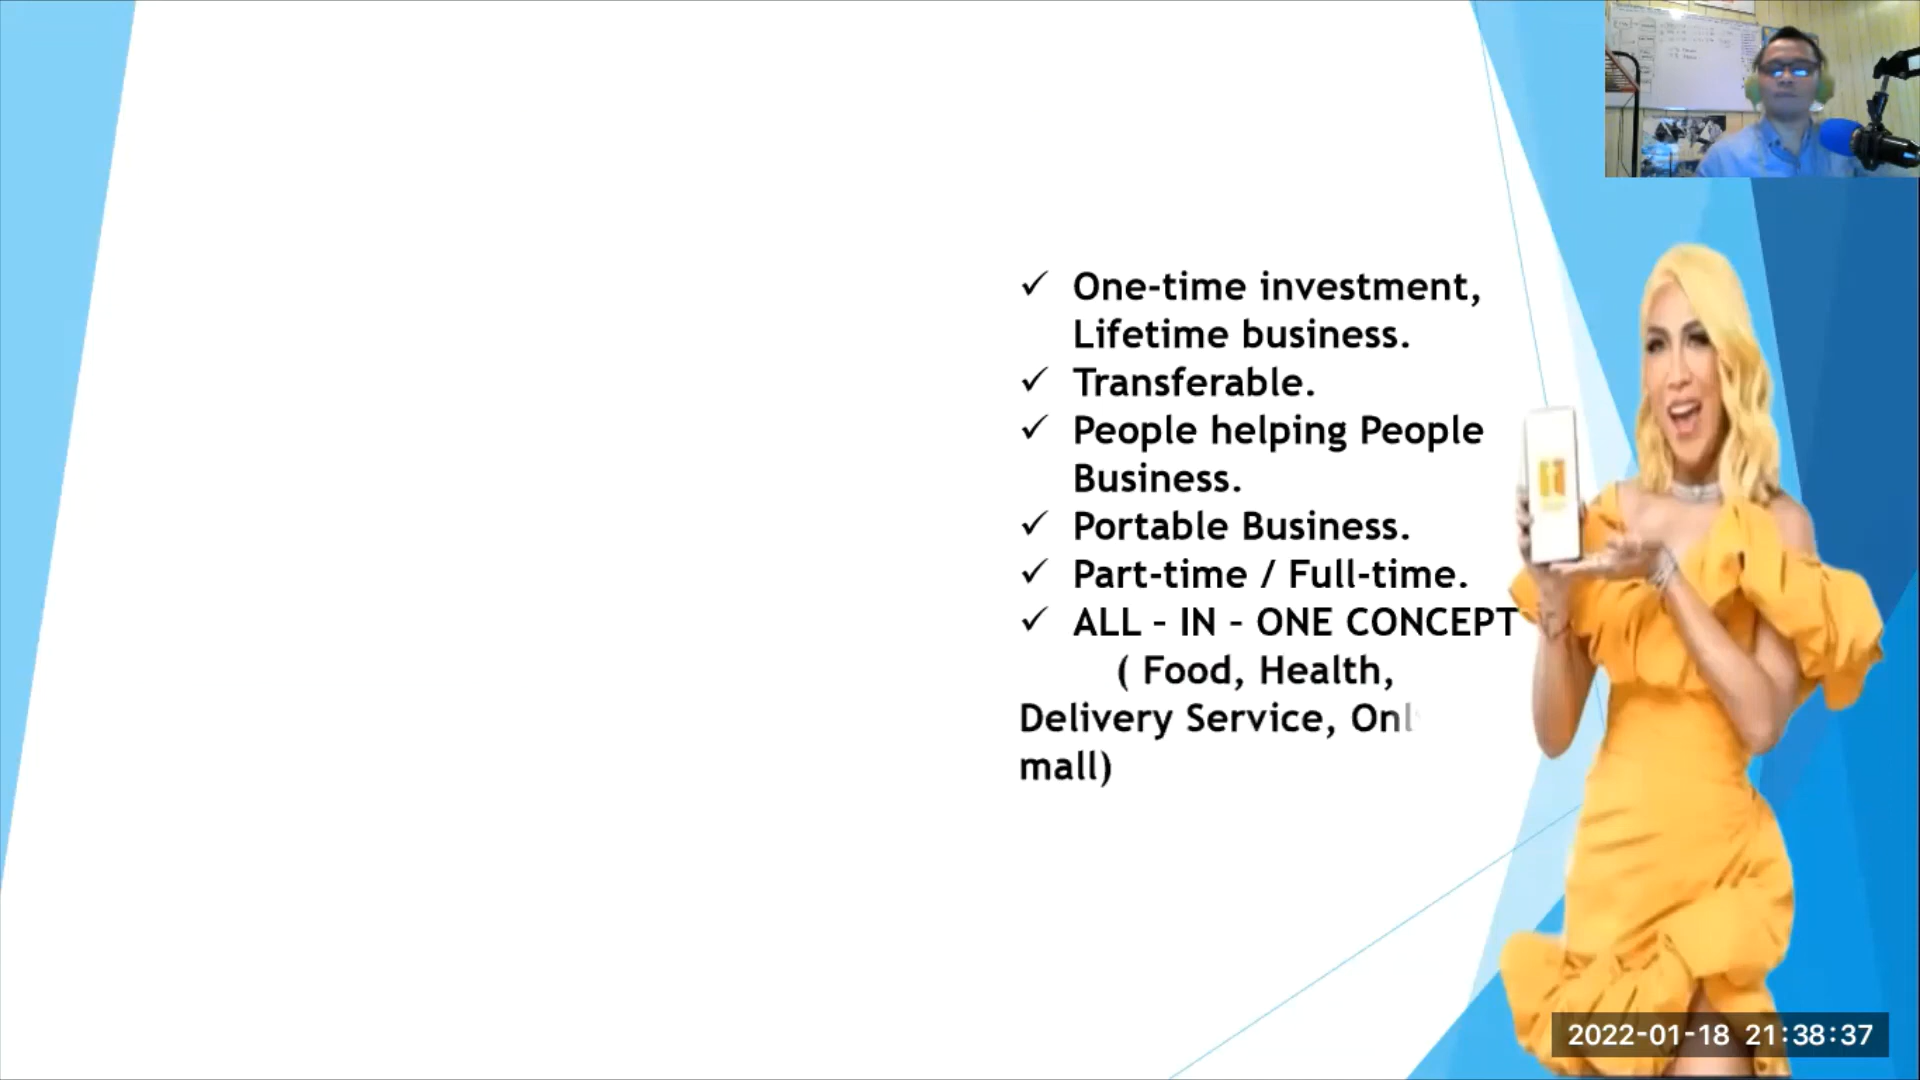 ✓ One-time investment,
Lifetime business.
✓ Transferable.
✓ People helping People
Business.
✓ Portable Business.
✓ Part-time / Full-time.
✓ ALL – IN – ONE CONCEPT
( Food, Health,
Delivery Service, Onl
mall)
2022-01-18 21:38:37